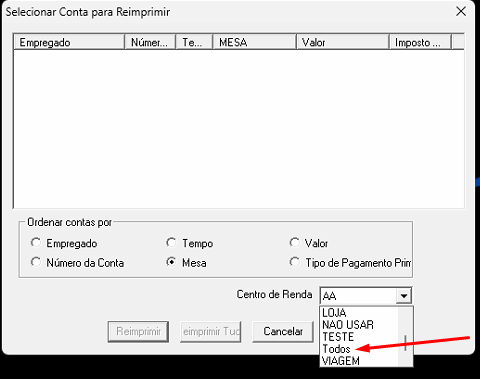 Selecionar Conta para Reimprimir
Empregado Númer... Te... MESA Valor Imposto ...
Ordenar contas por
Empregado Tempo Valor
Número da Conta Mesa Tipo de Pagamento Prim
Centro de Renda AA
LOJA
NAO USAR
TESTE
Todos
VIAGEM
Reimprimir eimprimir Tud Cancelar